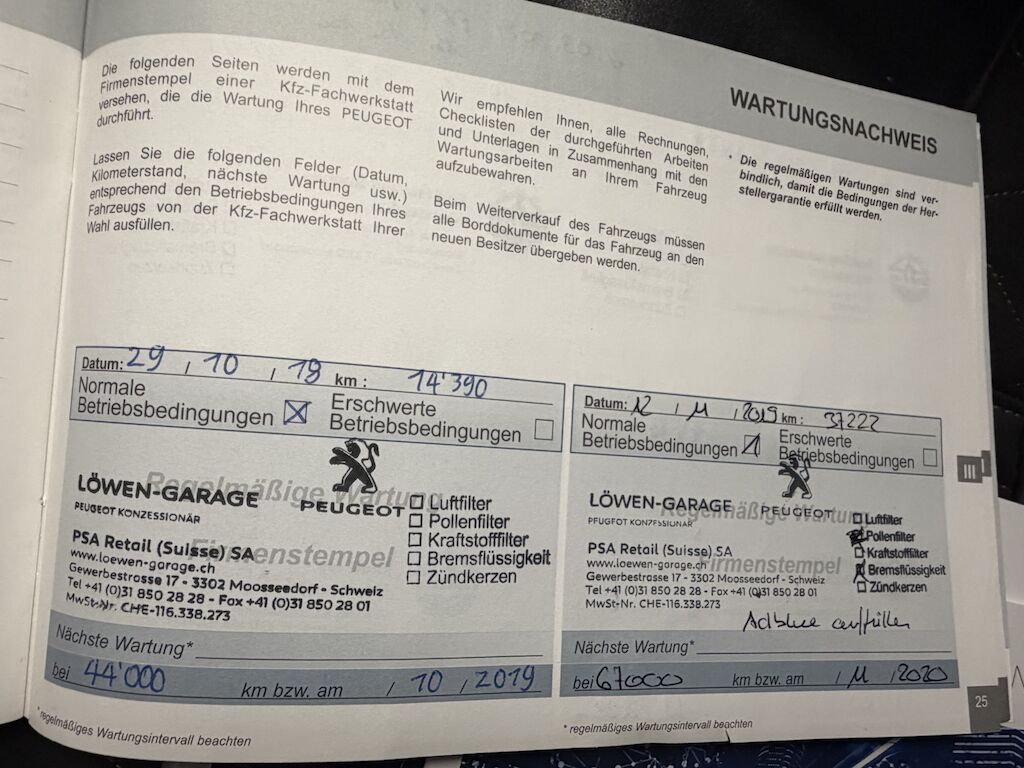 WARTUNGSNACHWEIS
Die folgenden Seiten werden mit dem
Firmenstempel einer Kfz-Fachwerkstatt
versehen, die die Wartung Ihres PEUGEOT
durchführt.
Lassen Sie die folgenden Felder (Datum,
Kilometerstand, nächste Wartung usw.)
entsprechend den Betriebsbedingungen Ihres
Fahrzeugs von der Kfz-Fachwerkstatt Ihrer
Wahl ausfüllen.
Wir empfehlen Ihnen, alle Rechnungen,
Checklisten der durchgeführten Arbeiten
und Unterlagen in Zusammenhang mit den
Wartungsarbeiten an Ihrem Fahrzeug
aufzubewahren.
Beim Weiterverkauf des Fahrzeugs müssen
alle Borddokumente für das Fahrzeug an den
neuen Besitzer übergeben werden.
* Die regelmäßigen Wartungen sind ver-
bindlich, damit die Bedingungen der Her-
stellergarantie erfüllt werden.
Datum: 29 / 10 / 18 km : 14'390
Normale
Betriebsbedingungen
Erschwerte
Betriebsbedingungen
Regelmäßige Wartung
Firmenstempel
LÖWEN-GARAGE
PEUGEOT KONZESSIONÄR
PEUGEOT
PSA Retail (Suisse) SA
www.loewen-garage.ch
Gewerbestrasse 17 - 3302 Moosseedorf - Schweiz
Tel +41 (0)31 850 28 28 - Fax +41 (0)31 850 28 01
MwSt-Nr. CHE-116.338.273
Luftfilter
Pollenfilter
Kraftstofffilter
Bremsflüssigkeit
Zündkerzen
Nächste Wartung*
bei 44'000 km bzw. am / 10 / 2019
* regelmäßiges Wartungsintervall beachten
Datum: 12 / 11 / 2019 km : 37222
Normale
Betriebsbedingungen
Erschwerte
Betriebsbedingungen
Regelmäßige Wartung
Firmenstempel
LÖWEN-GARAGE
PEUGEOT KONZESSIONÄR
PEUGEOT
PSA Retail (Suisse) SA
www.loewen-garage.ch
Gewerbestrasse 17 - 3302 Moosseedorf - Schweiz
Tel +41 (0)31 850 28 28 - Fax +41 (0)31 850 28 01
MwSt-Nr. CHE-116.338.273
Luftfilter
Pollenfilter
Kraftstofffilter
Bremsflüssigkeit
Zündkerzen
Adblue auffüllen
Nächste Wartung*
bei 67000 km bzw. am / 11 / 2020
* regelmäßiges Wartungsintervall beachten
III
25